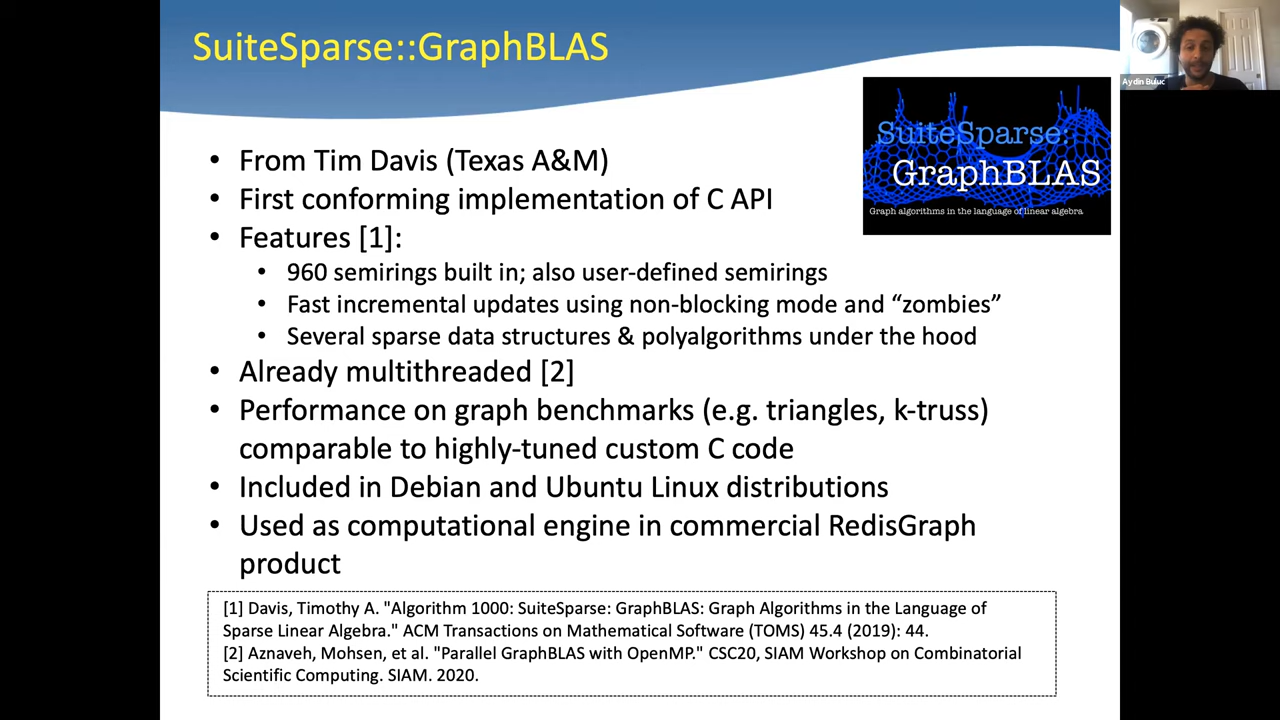 SuiteSparse::GraphBLAS
Aydin Buluc
SuiteSparse:
GraphBLAS
Graph algorithms in the language of linear algebra
• From Tim Davis (Texas A&M)
• First conforming implementation of C API
• Features [1]:
• 960 semirings built in; also user-defined semirings
• Fast incremental updates using non-blocking mode and “zombies”
• Several sparse data structures & polyalgorithms under the hood
• Already multithreaded [2]
• Performance on graph benchmarks (e.g. triangles, k-truss)
comparable to highly-tuned custom C code
• Included in Debian and Ubuntu Linux distributions
• Used as computational engine in commercial RedisGraph
product
[1] Davis, Timothy A. "Algorithm 1000: SuiteSparse: GraphBLAS: Graph Algorithms in the Language of
Sparse Linear Algebra." ACM Transactions on Mathematical Software (TOMS) 45.4 (2019): 44.
[2] Aznaveh, Mohsen, et al. "Parallel GraphBLAS with OpenMP." CSC20, SIAM Workshop on Combinatorial
Scientific Computing. SIAM. 2020.